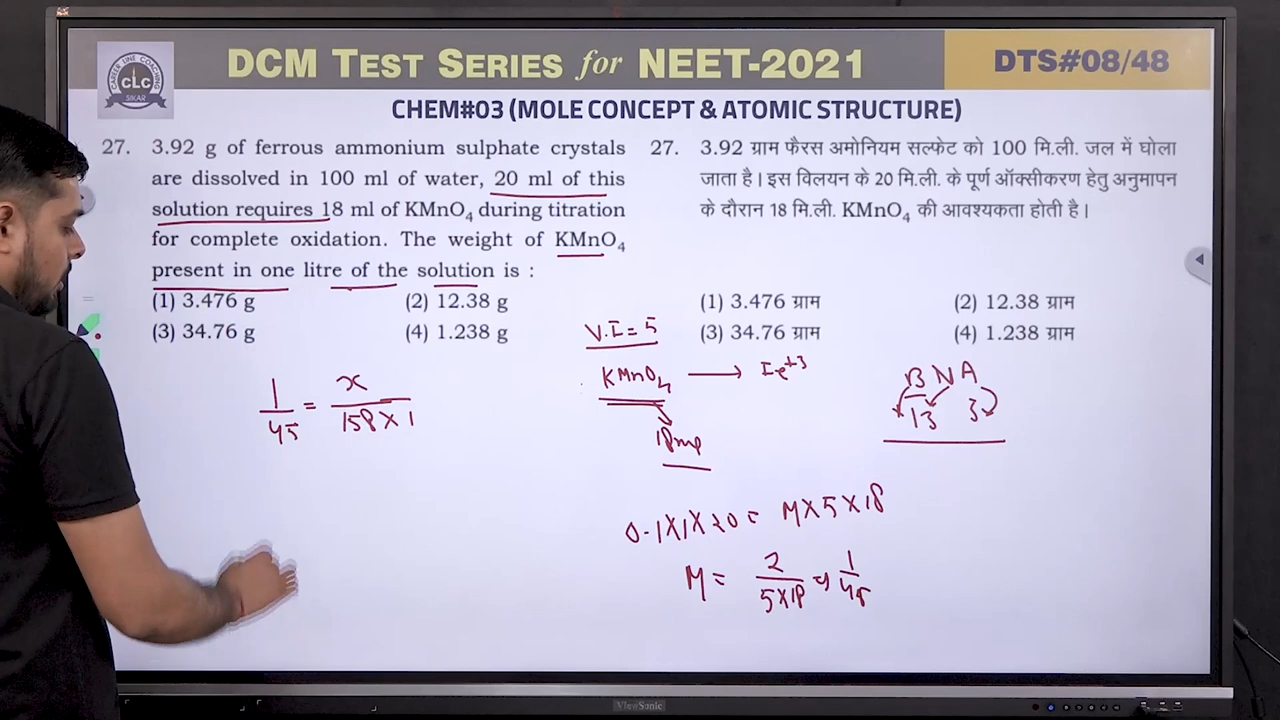 DCM TEST SERIES for NEET-2021
DTS#08/48
CAREER LINE COACHING
CLC
SIKAR
CHEM#03 (MOLE CONCEPT & ATOMIC STRUCTURE)
27. 3.92 g of ferrous ammonium sulphate crystals
are dissolved in 100 ml of water, 20 ml of this
solution requires 18 ml of KMnO₄ during titration
for complete oxidation. The weight of KMnO₄
present in one litre of the solution is :
(1) 3.476 g (2) 12.38 g
(3) 34.76 g (4) 1.238 g
27. 3.92 ग्राम फैरस अमोनियम सल्फेट को 100 मि.ली. जल में घोला
जाता है। इस विलयन के 20 मि.ली. के पूर्ण ऑक्सीकरण हेतु अनुमापन
के दौरान 18 मि.ली. KMnO₄ की आवश्यकता होती है।
(1) 3.476 ग्राम (2) 12.38 ग्राम
(3) 34.76 ग्राम (4) 1.238 ग्राम
1/45 = x/158×1
V.I = 5
KMnO₄ → Fe⁺³
18ml
B N A
13 3
0.1×1×20 = M×5×18
M = 2/5×18 ⇒ 1/45
ViewSonic